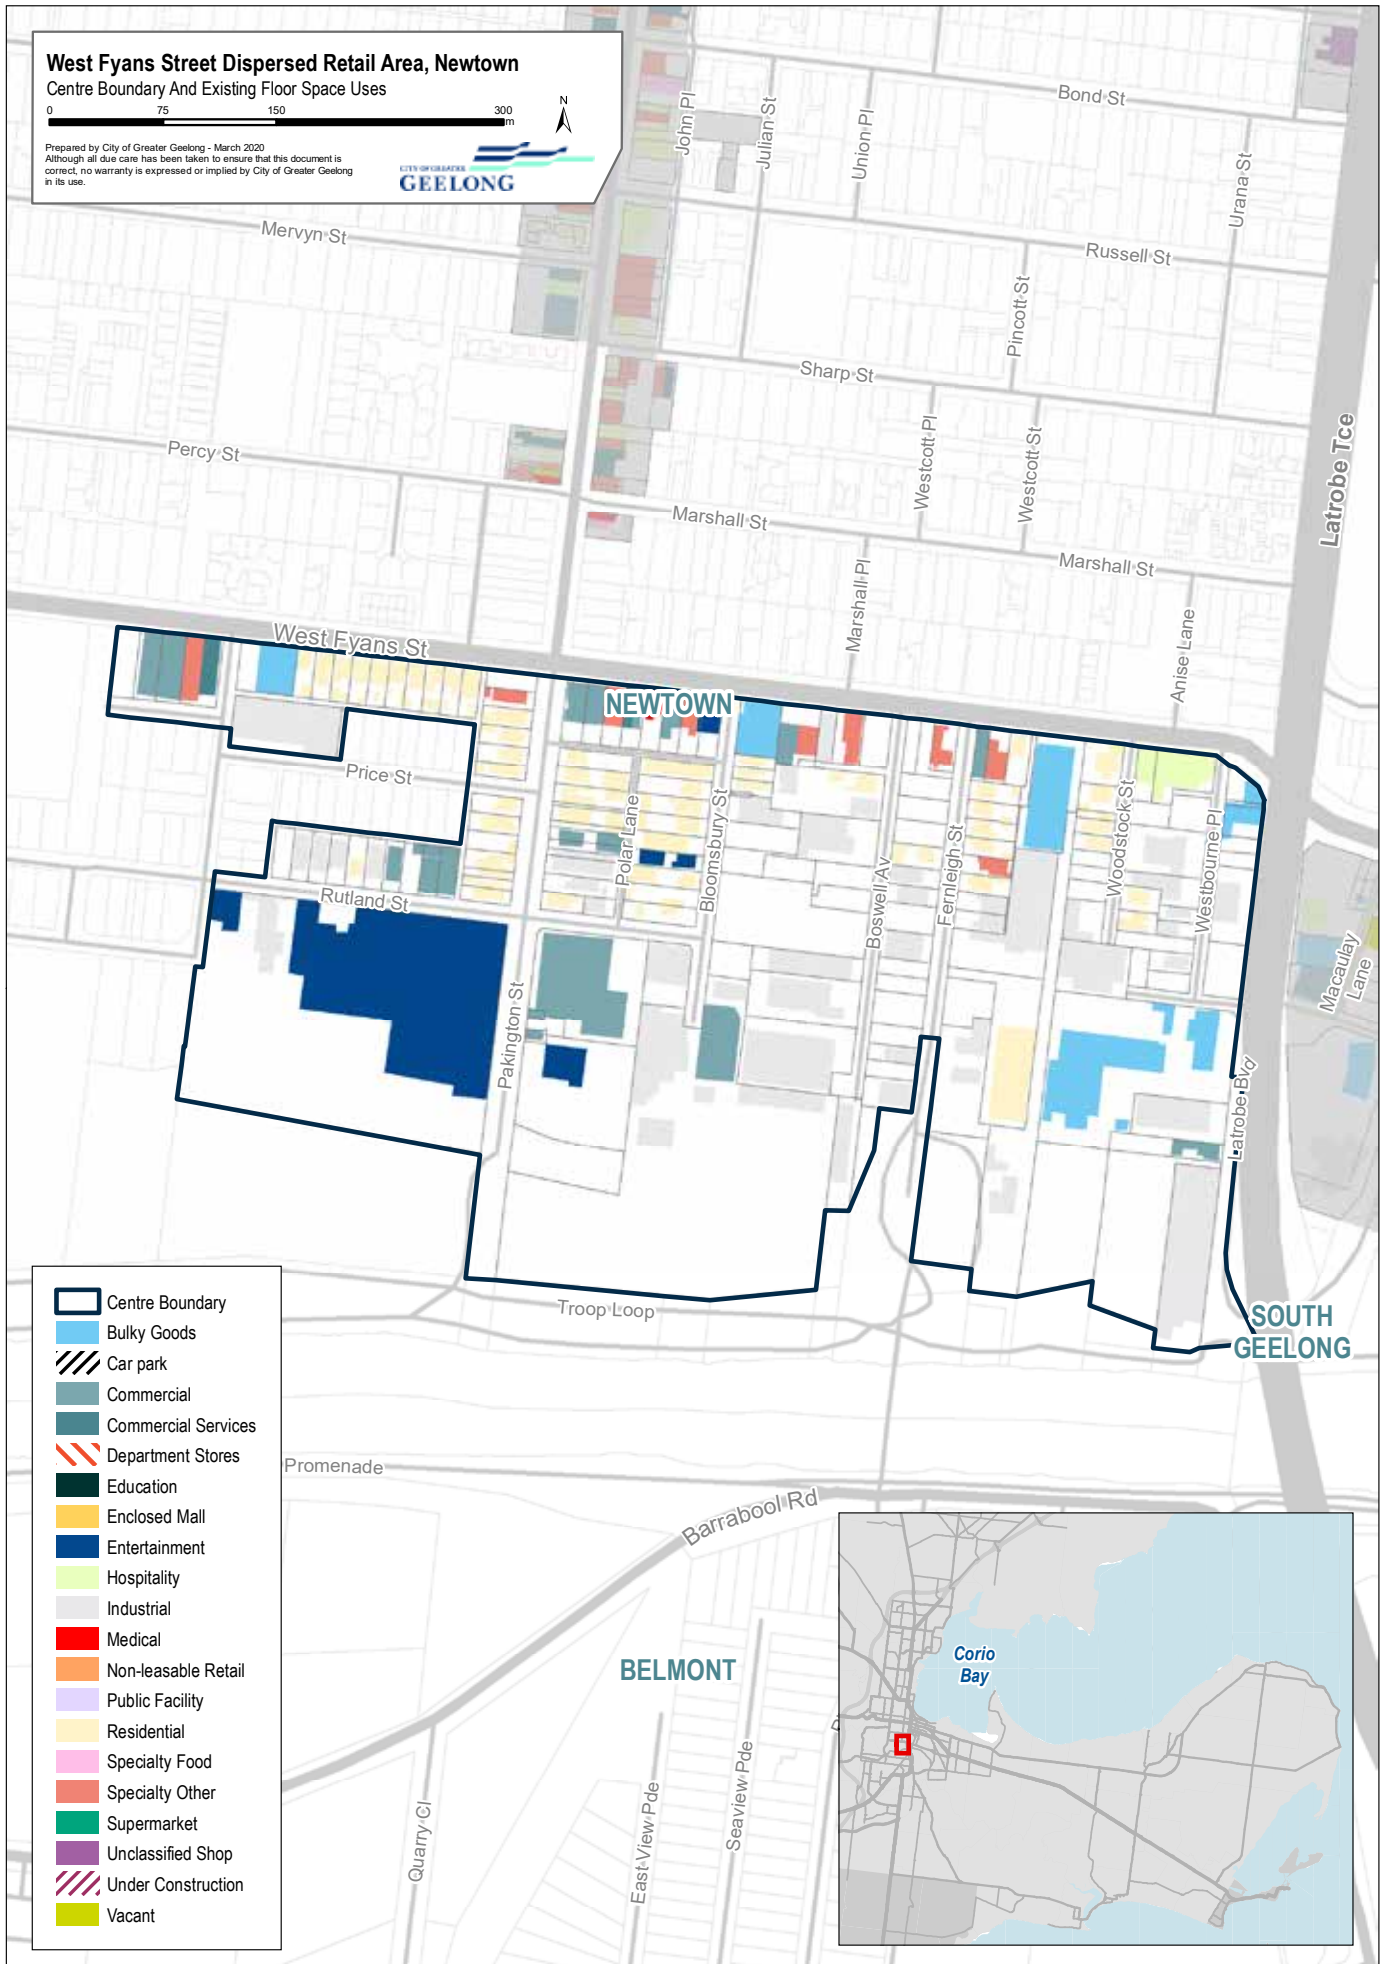 West Fyans Street Dispersed Retail Area, Newtown
Centre Boundary And Existing Floor Space Uses
0 75 150 300
m
N
Prepared by City of Greater Geelong - March 2020
Although all due care has been taken to ensure that this document is
correct, no warranty is expressed or implied by City of Greater Geelong
in its use.
CITY OF GREATER
GEELONG
John Pl
Julian St
Union Pl
Bond St
Urana St
Mervyn St
Russell St
Pincott St
Sharp St
Latrobe Tce
Percy St
Westcott Pl
Westcott St
Marshall St
Marshall St
Marshall Pl
Anise Lane
West Fyans St
NEWTOWN
Price St
Polar Lane
Bloomsbury St
Boswell Av
Fernleigh St
Woodstock St
Westbourne Pl
Rutland St
Pakington St
Macaulay
Lane
Latrobe Bvd
Troop Loop
SOUTH
GEELONG
Centre Boundary
Bulky Goods
Car park
Commercial
Commercial Services
Department Stores
Education
Enclosed Mall
Entertainment
Hospitality
Industrial
Medical
Non-leasable Retail
Public Facility
Residential
Specialty Food
Specialty Other
Supermarket
Unclassified Shop
Under Construction
Vacant
Promenade
Barrabool Rd
BELMONT
Quarry Cl
East View Pde
Seaview Pde
Corio
Bay